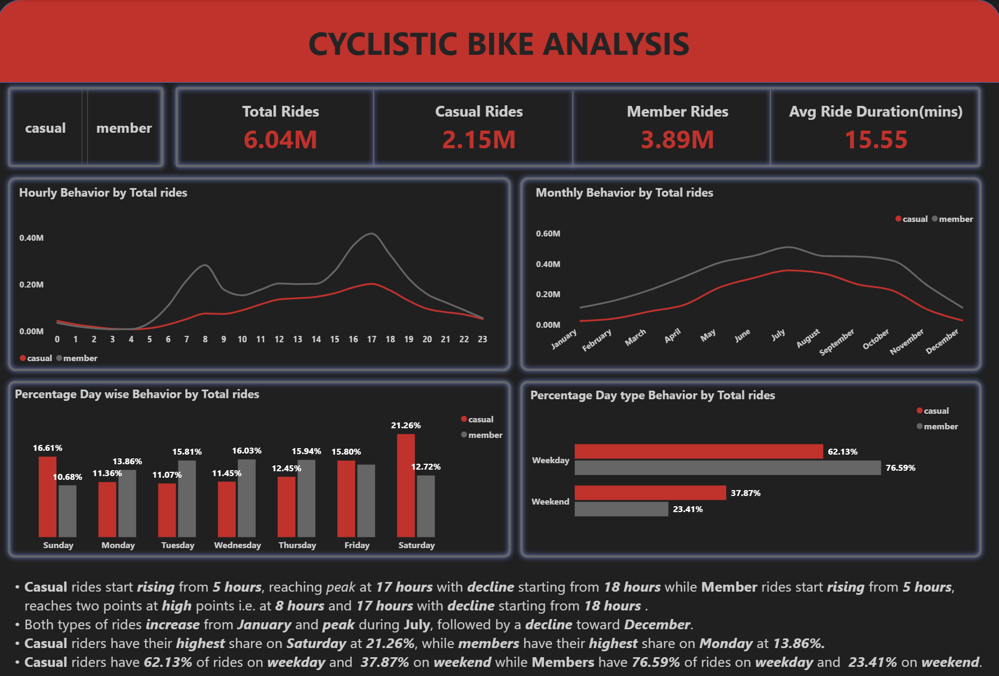 CYCLISTIC BIKE ANALYSIS
casual
member
Total Rides
6.04M
Casual Rides
2.15M
Member Rides
3.89M
Avg Ride Duration(mins)
15.55
Hourly Behavior by Total rides
0.40M
0.20M
0.00M
0 1 2 3 4 5 6 7 8 9 10 11 12 13 14 15 16 17 18 19 20 21 22 23
casual member
Monthly Behavior by Total rides
casual member
0.60M
0.40M
0.20M
0.00M
January February March April May June July August September October November December
Percentage Day wise Behavior by Total rides
casual
member
21.26%
16.61% 15.81% 16.03% 15.94% 15.80%
13.86% 12.45% 12.72%
10.68% 11.36% 11.07% 11.45%
Sunday Monday Tuesday Wednesday Thursday Friday Saturday
Percentage Day type Behavior by Total rides
casual
member
Weekday 62.13%
76.59%
Weekend 37.87%
23.41%
• Casual rides start rising from 5 hours, reaching peak at 17 hours with decline starting from 18 hours while Member rides start rising from 5 hours,
reaches two points at high points i.e. at 8 hours and 17 hours with decline starting from 18 hours .
• Both types of rides increase from January and peak during July, followed by a decline toward December.
• Casual riders have their highest share on Saturday at 21.26%, while members have their highest share on Monday at 13.86%.
• Casual riders have 62.13% of rides on weekday and 37.87% on weekend while Members have 76.59% of rides on weekday and 23.41% on weekend.